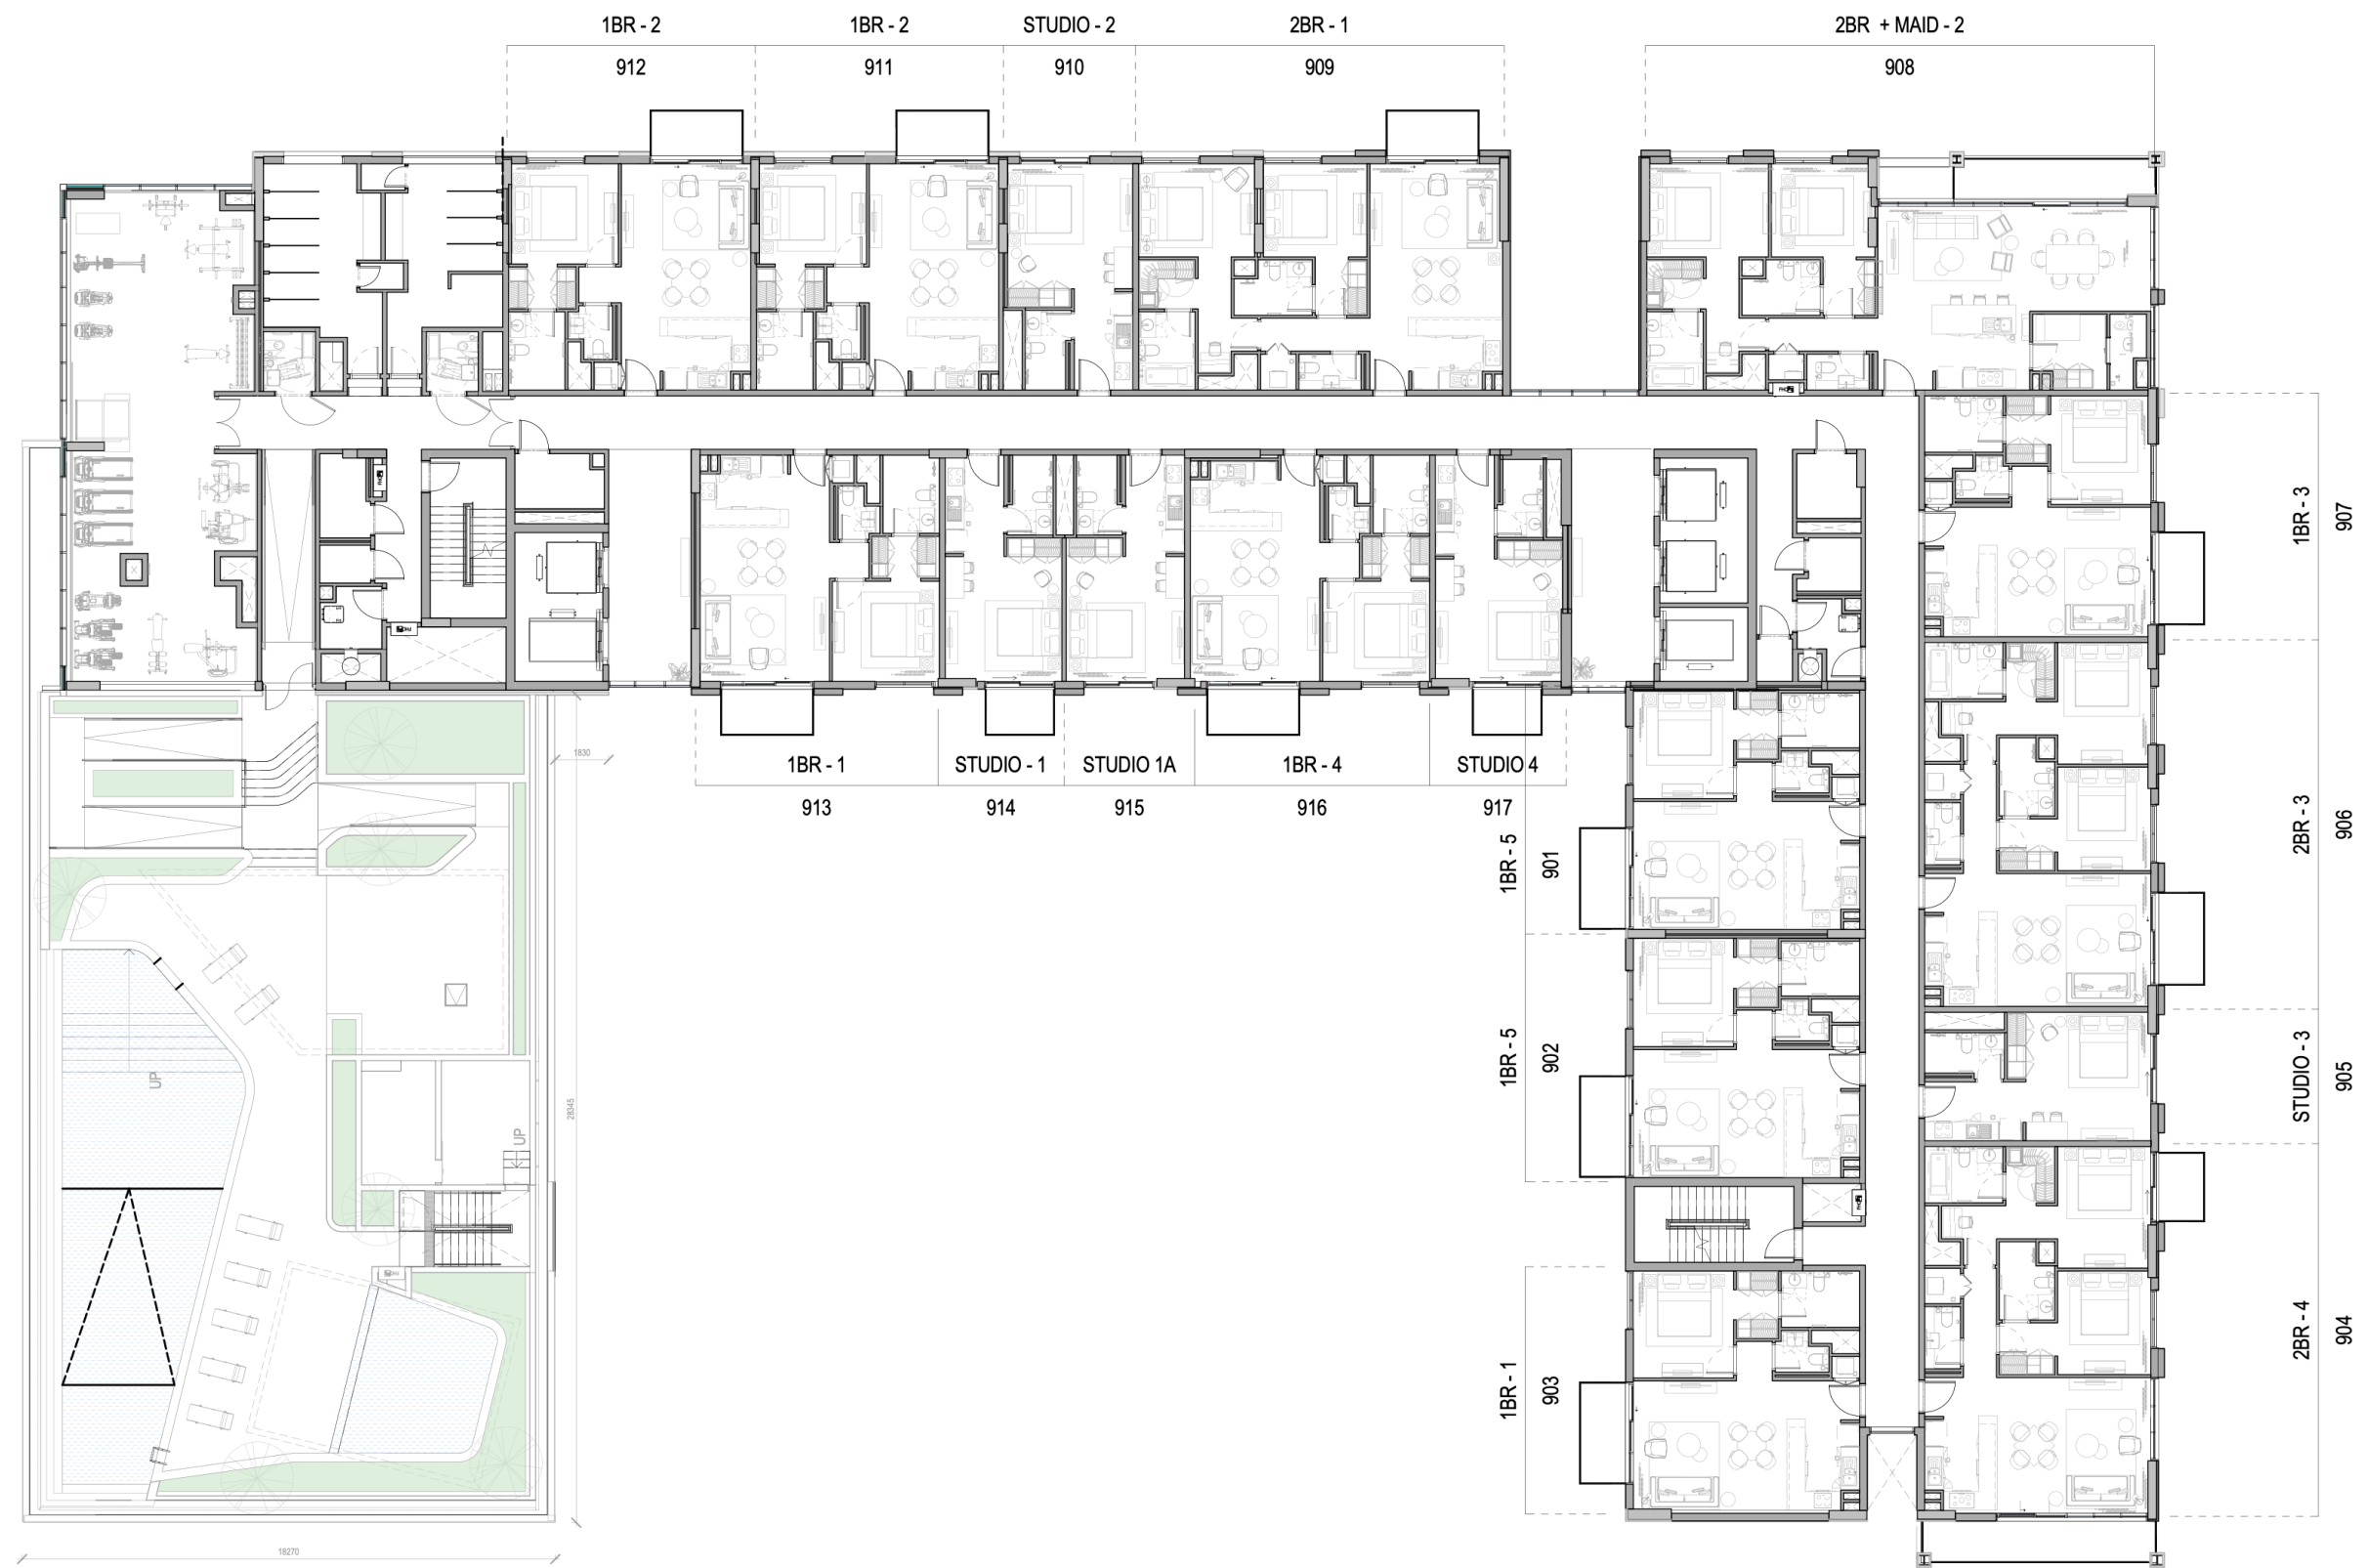 1BR - 2
1BR - 2
STUDIO - 2
2BR - 1
2BR + MAID - 2
912
911
910
909
908
1BR - 3
907
2BR - 3
906
STUDIO - 3
905
2BR - 4
904
1BR - 1
STUDIO - 1
STUDIO 1A
1BR - 4
STUDIO 4
913
914
915
916
917
1BR - 5
901
1BR - 5
902
1BR - 1
903
1830
28345
18270
UP
UP